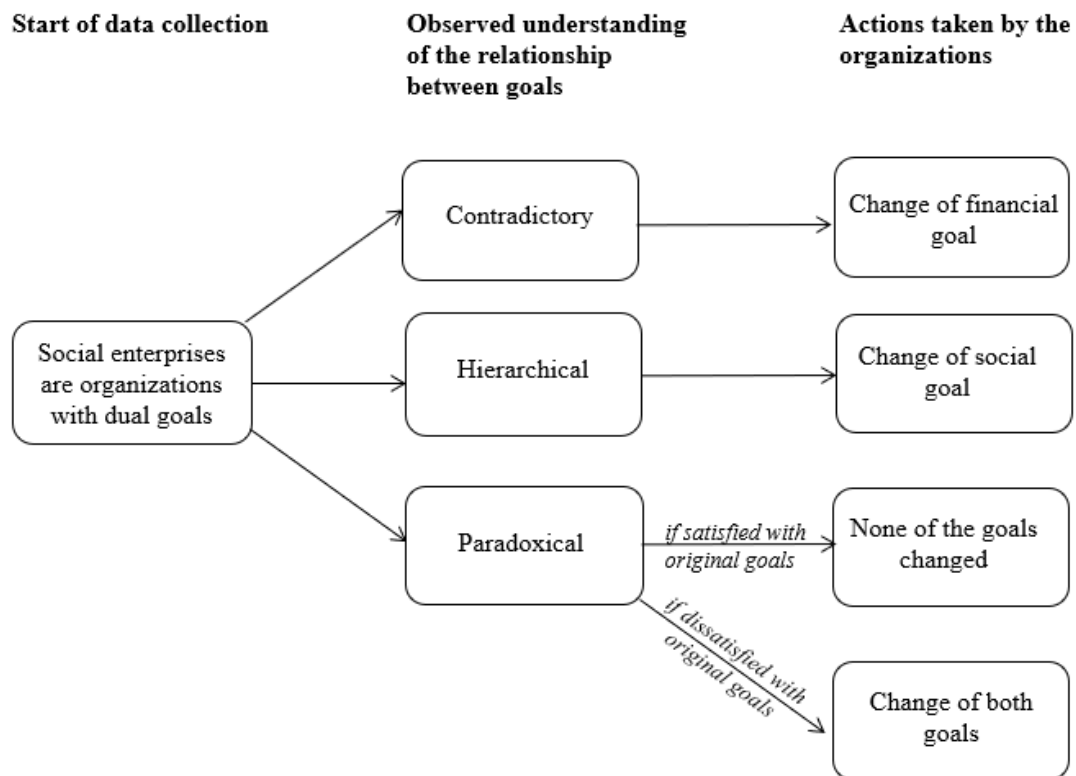 Start of data collection
Observed understanding
of the relationship
between goals
Actions taken by the
organizations
Social enterprises
are organizations
with dual goals
Contradictory
Change of financial
goal
Hierarchical
Change of social
goal
Paradoxical
if satisfied with
original goals
None of the goals
changed
if dissatisfied with
original goals
Change of both
goals